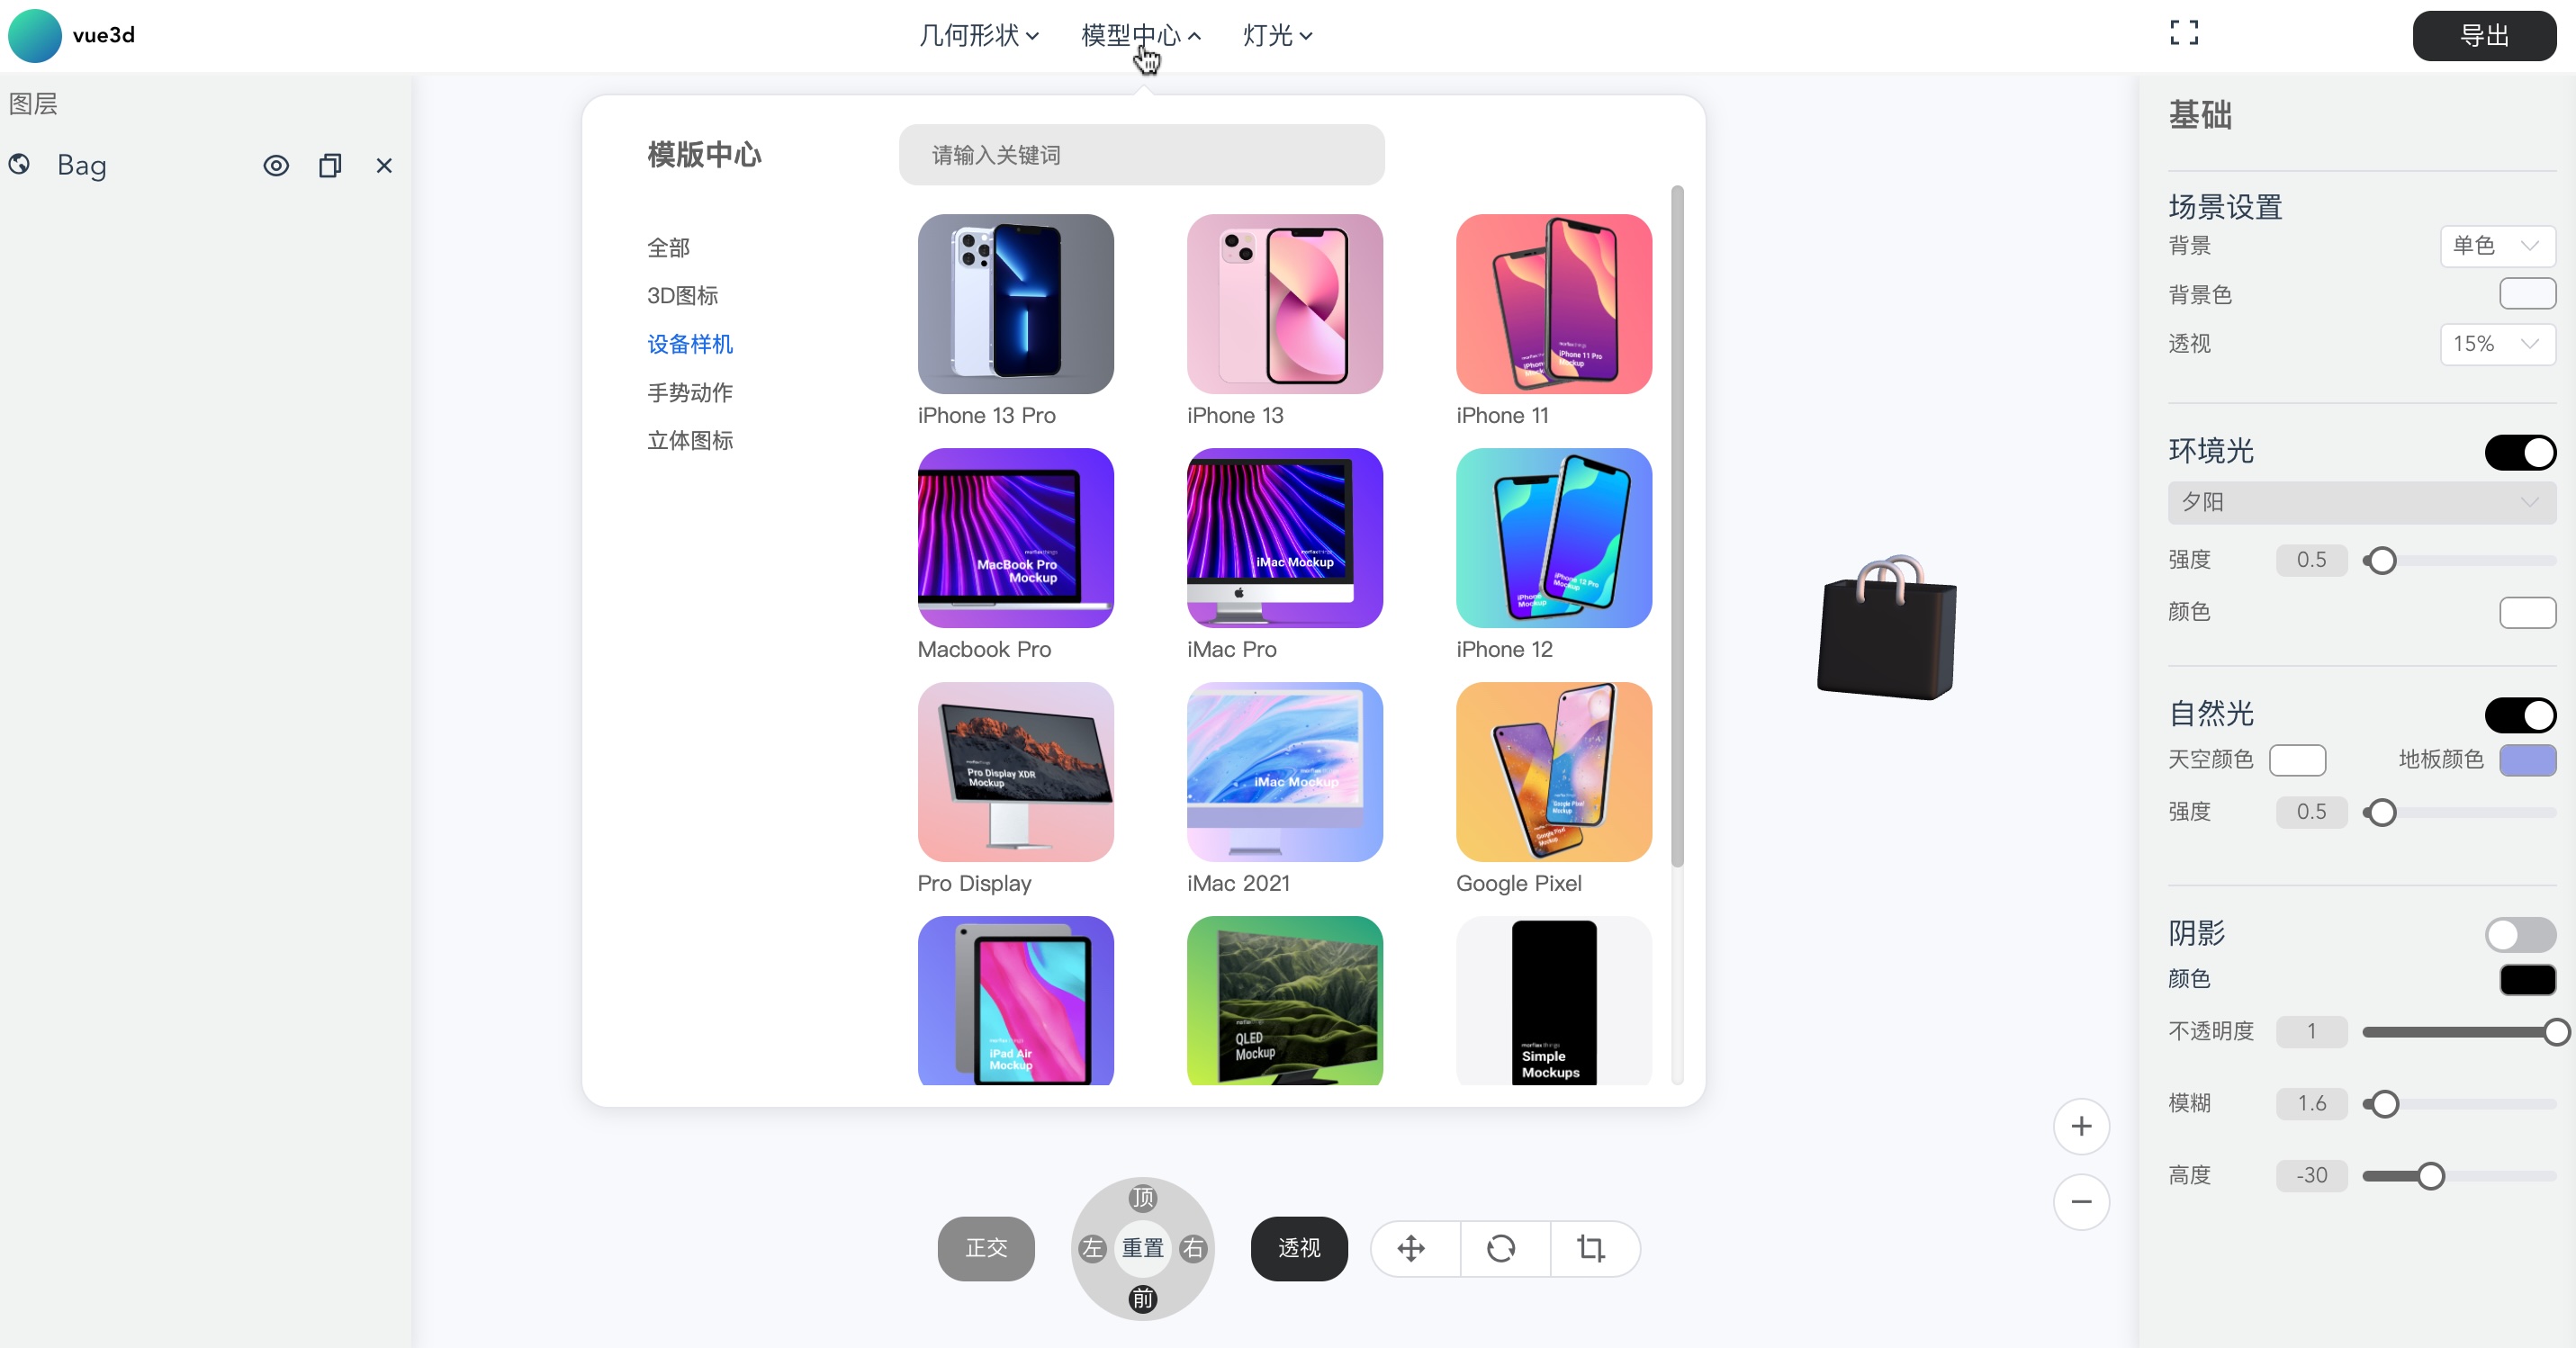 vue3d
几何形状
模型中心
灯光
导出
图层
Bag
模版中心
请输入关键词
全部
3D图标
设备样机
手势动作
立体图标
iPhone 11 Pro
Mockup
iPhone 13 Pro
iPhone 13
iPhone 11
MacBook Pro
Mockup
iMac Mockup
iPhone 12 Pro
Mockup
Macbook Pro
iMac Pro
iPhone 12
Pro Display XDR
Mockup
iMac Mockup
Google Pixel
Mockup
Google Pixel
Mockup
Pro Display
iMac 2021
Google Pixel
iPad Air
Mockup
QLED
Mockup
Simple
Mockups
正交
顶
左
重置
右
前
透视
基础
场景设置
背景
单色
背景色
透视
15%
环境光
夕阳
强度
0.5
颜色
自然光
天空颜色
地板颜色
强度
0.5
阴影
颜色
不透明度
1
模糊
1.6
高度
-30